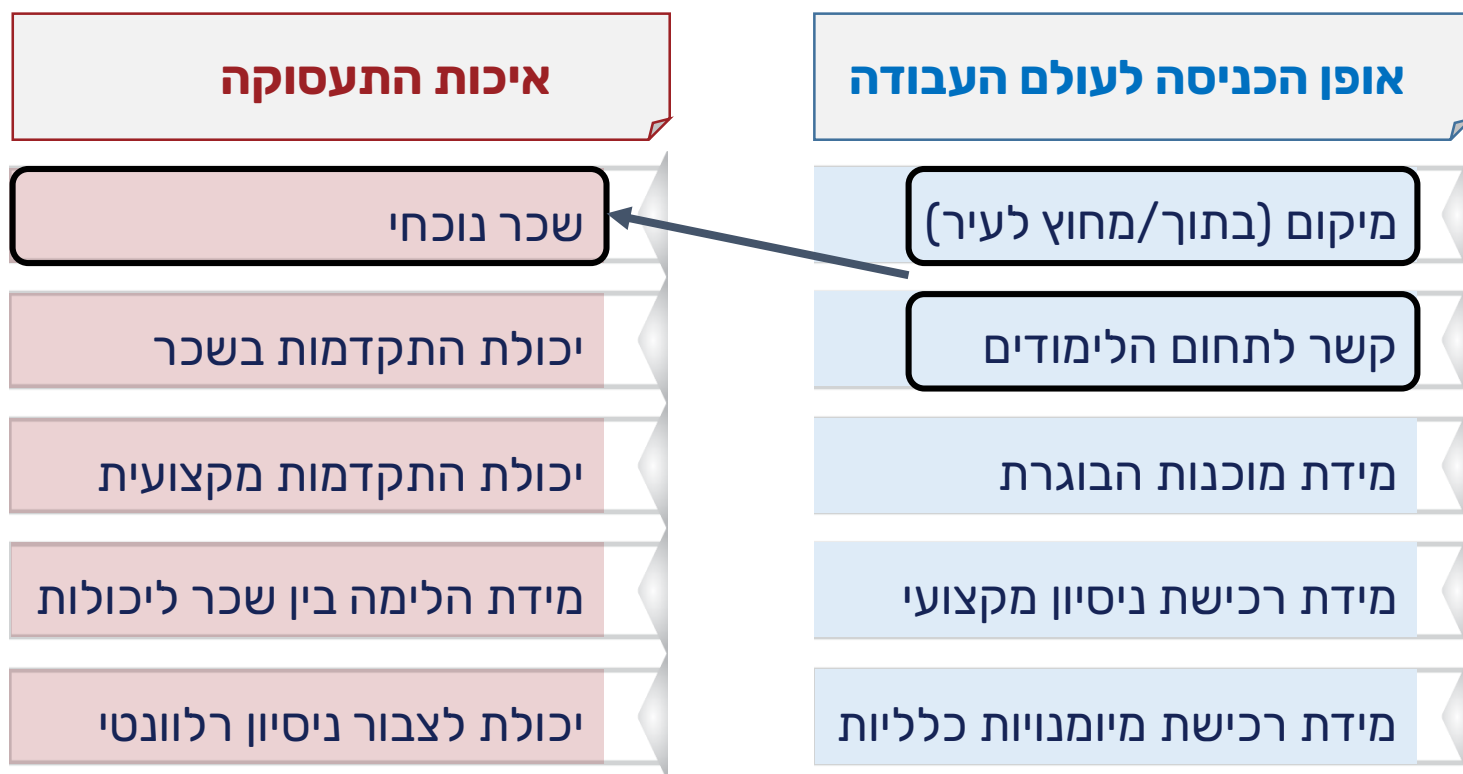 אופן הכניסה לעולם העבודה
מיקום (בתוך/מחוץ לעיר)
קשר לתחום הלימודים
מידת מוכנות הבוגרת
מידת רכישת ניסיון מקצועי
מידת רכישת מיומנויות כלליות
איכות התעסוקה
שכר נוכחי
יכולת התקדמות בשכר
יכולת התקדמות מקצועית
מידת הלימה בין שכר ליכולות
יכולת לצבור ניסיון רלוונטי